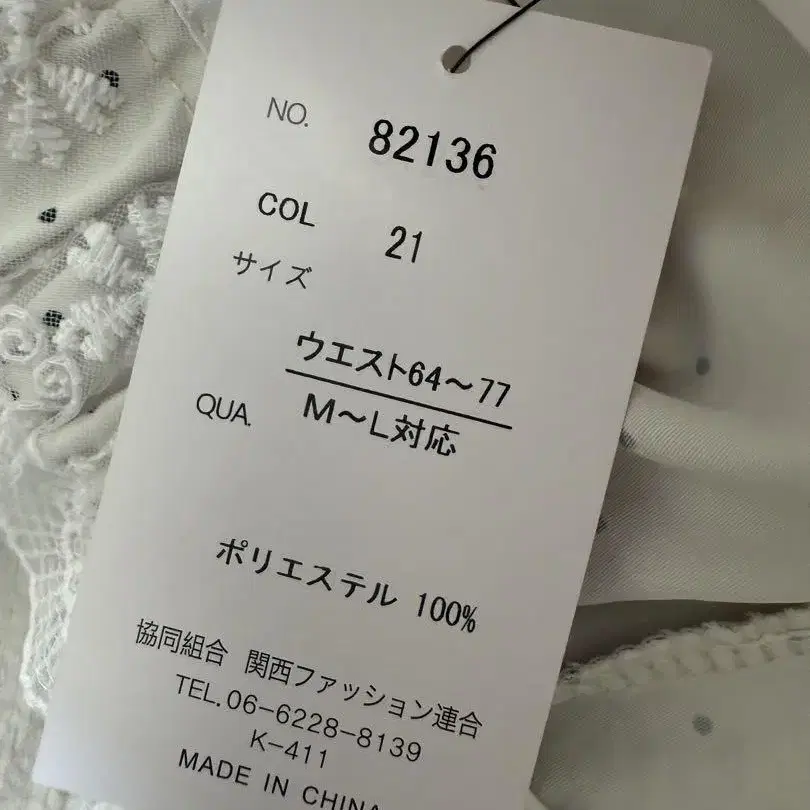 NO. 82136
COL 21
サイズ
ウエスト64～77
QUA. M～L対応
ポリエステル 100%
協同組合 関西ファッション連合
TEL.06-6228-8139
K-411
MADE IN CHINA